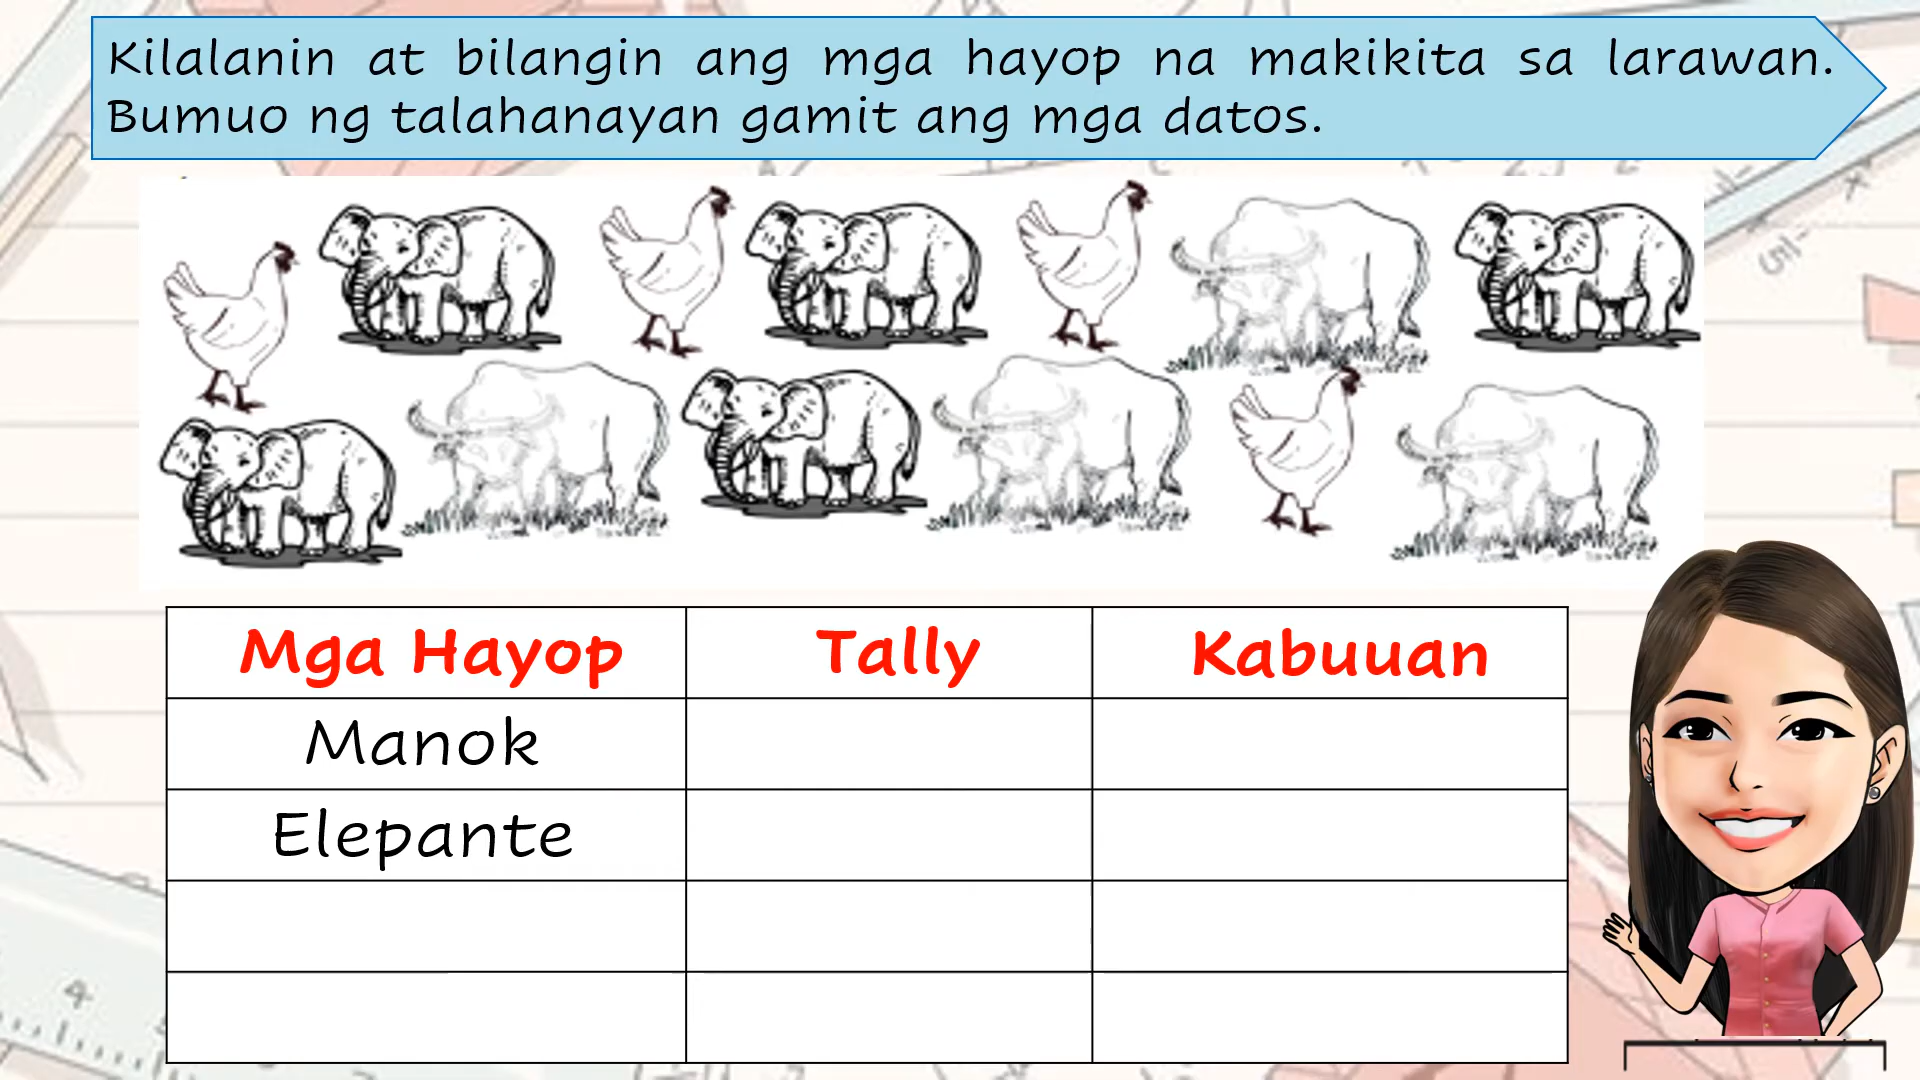 Kilalanin at bilangin ang mga hayop na makikita sa larawan.
Bumuo ng talahanayan gamit ang mga datos.
Mga Hayop Tally Kabuuan
Manok
Elepante
4